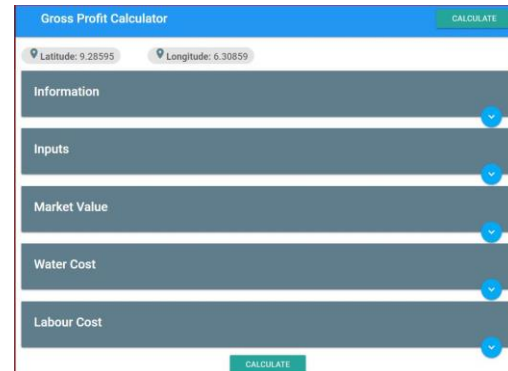 Gross Profit Calculator CALCULATE
Latitude: 9.28595 Longitude: 6.30859
Information
Inputs
Market Value
Water Cost
Labour Cost
CALCULATE